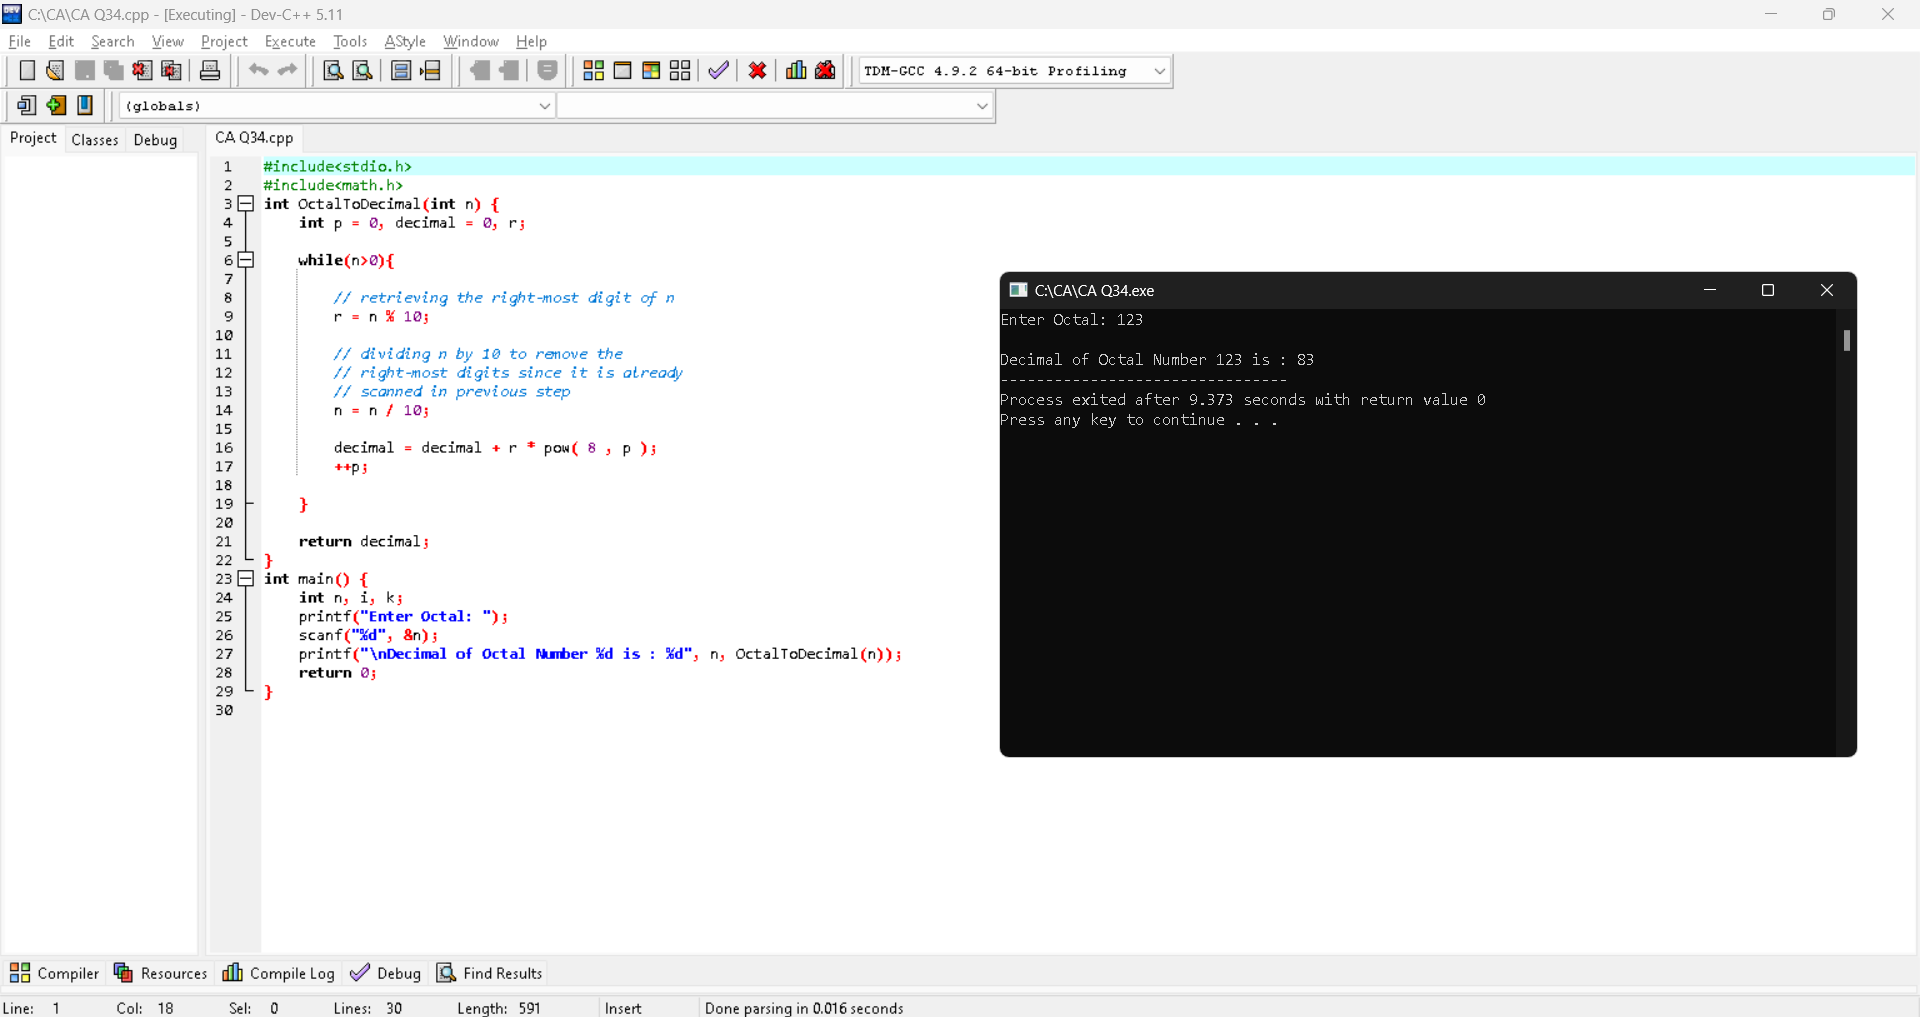 C:\CA\CA Q34.cpp - [Executing] - Dev-C++ 5.11
File Edit Search View Project Execute Tools AStyle Window Help
TDM-GCC 4.9.2 64-bit Profiling
(globals)
Project Classes Debug
CA Q34.cpp
1 #include<stdio.h>
2 #include<math.h>
3 int OctalToDecimal(int n) {
4 int p = 0, decimal = 0, r;
5
6 while(n>0){
7
8 // retrieving the right-most digit of n
9 r = n % 10;
10
11 // dividing n by 10 to remove the
12 // right-most digits since it is already
13 // scanned in previous step
14 n = n / 10;
15
16 decimal = decimal + r * pow( 8 , p );
17 ++p;
18
19 }
20
21 return decimal;
22 }
23 int main() {
24 int n, i, k;
25 printf("Enter Octal: ");
26 scanf("%d", &n);
27 printf("\nDecimal of Octal Number %d is : %d", n, OctalToDecimal(n));
28 return 0;
29 }
30
C:\CA\CA Q34.exe
Enter Octal: 123
Decimal of Octal Number 123 is : 83
--------------------------------
Process exited after 9.373 seconds with return value 0
Press any key to continue . . .
Compiler Resources Compile Log Debug Find Results
Line: 1 Col: 18 Sel: 0 Lines: 30 Length: 591 Insert Done parsing in 0.016 seconds